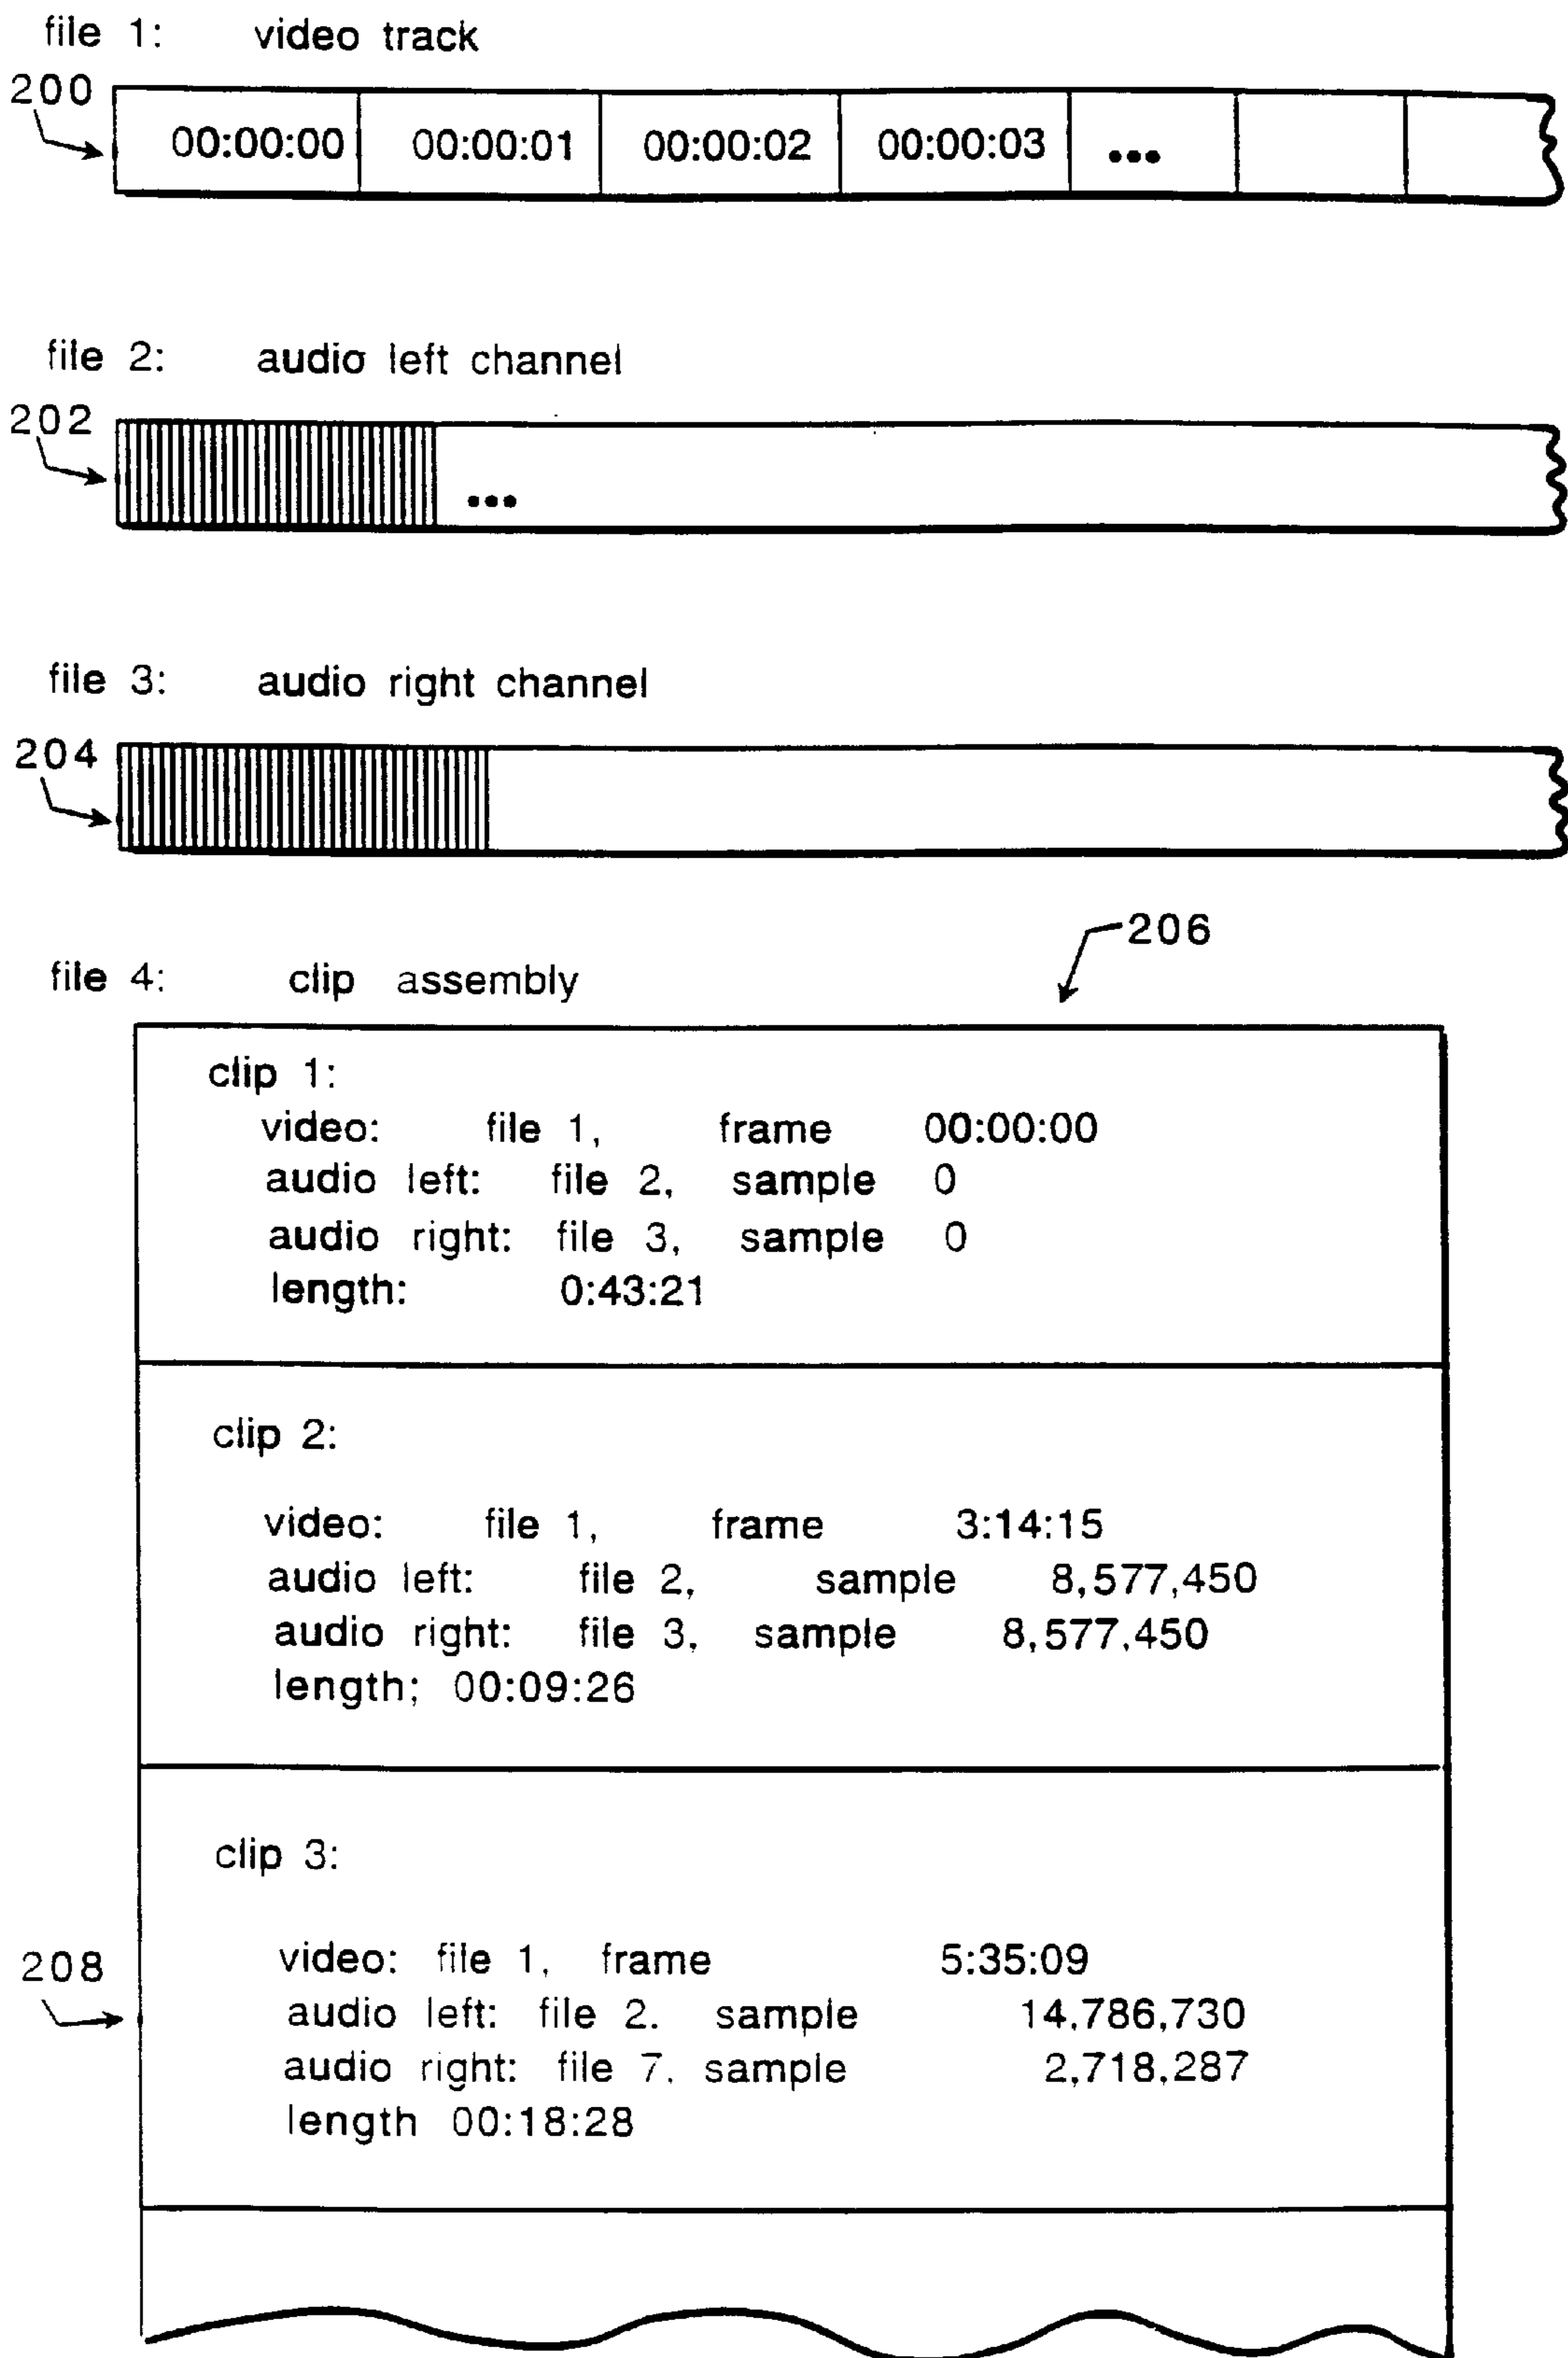 file 1: video track
200
00:00:00 00:00:01 00:00:02 00:00:03 •••
file 2: audio left channel
202
•••
file 3: audio right channel
204
206
file 4: clip assembly
clip 1:
video: file 1, frame 00:00:00
audio left: file 2, sample 0
audio right: file 3, sample 0
length: 0:43:21
clip 2:
video: file 1, frame 3:14:15
audio left: file 2, sample 8,577,450
audio right: file 3, sample 8,577,450
length; 00:09:26
clip 3:
208
video: file 1, frame 5:35:09
audio left: file 2. sample 14,786,730
audio right: file 7. sample 2,718,287
length 00:18:28